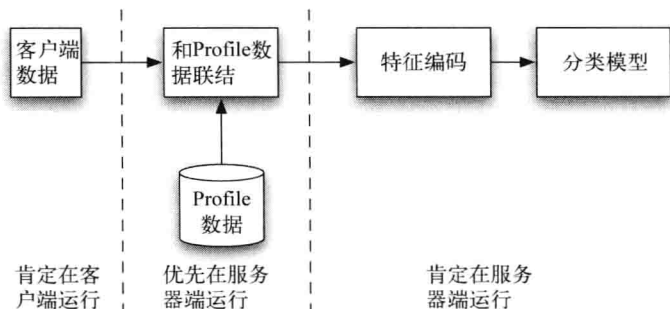 客户端
数据
和Profile数
据联结
特征编码
分类模型
Profile
数据
肯定在客
户端运行
优先在服务
器端运行
肯定在服务
器端运行